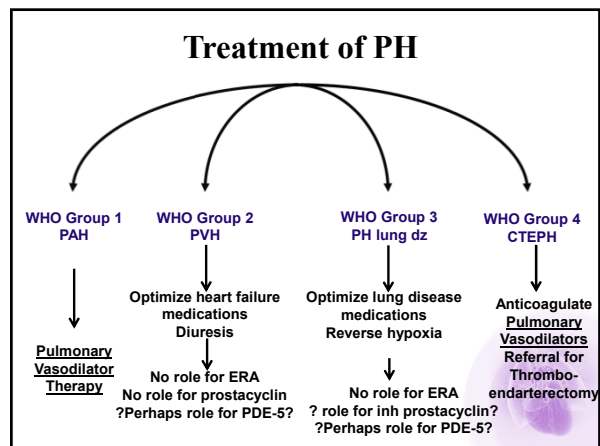 Treatment of PH
WHO Group 1
PAH
Pulmonary
Vasodilator
Therapy
WHO Group 2
PVH
Optimize heart failure
medications
Diuresis
No role for ERA
No role for prostacyclin
?Perhaps role for PDE-5?
WHO Group 3
PH lung dz
Optimize lung disease
medications
Reverse hypoxia
No role for ERA
? role for inh prostacyclin?
?Perhaps role for PDE-5?
WHO Group 4
CTEPH
Anticoagulate
Pulmonary
Vasodilators
Referral for
Thrombo-
endarterectomy